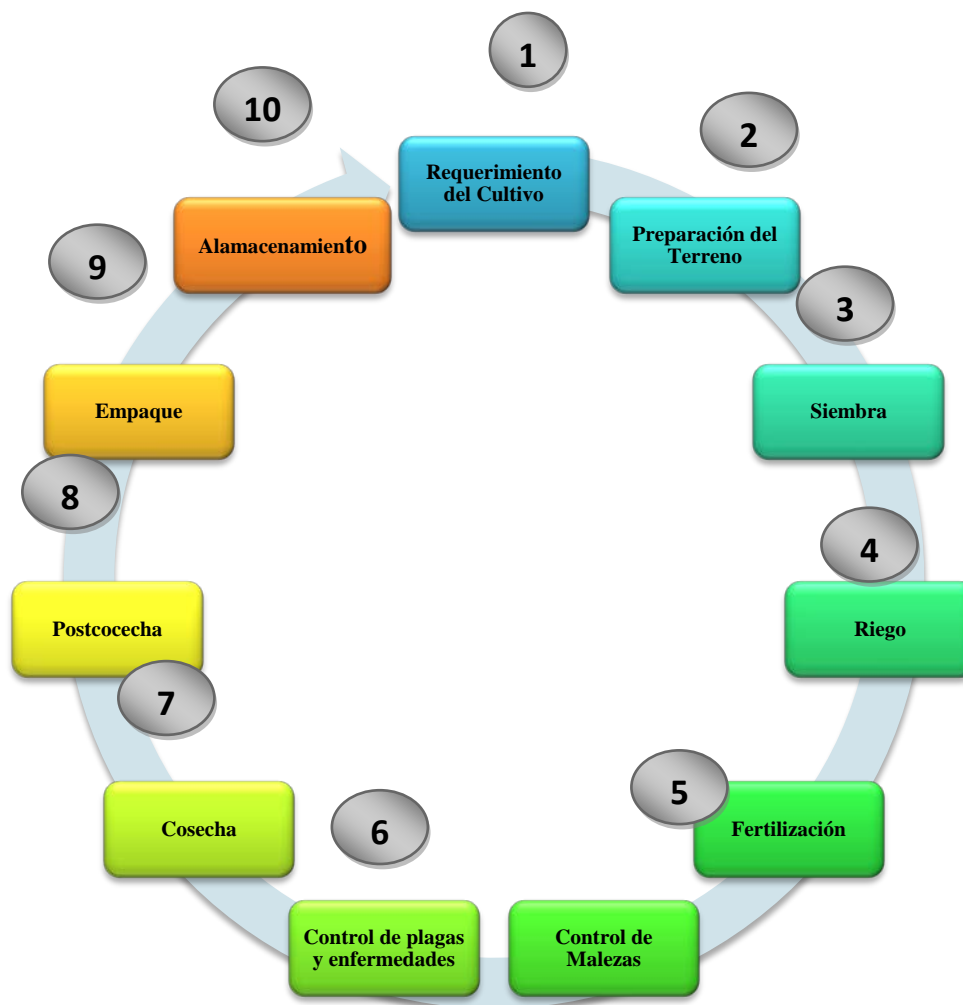 1
Requerimiento
del Cultivo
2
Preparación del
Terreno
3
Siembra
4
Riego
5
Fertilización
Control de
Malezas
6
Control de plagas
y enfermedades
Cosecha
7
Postcocecha
8
Empaque
9
Alamacenamiento
10